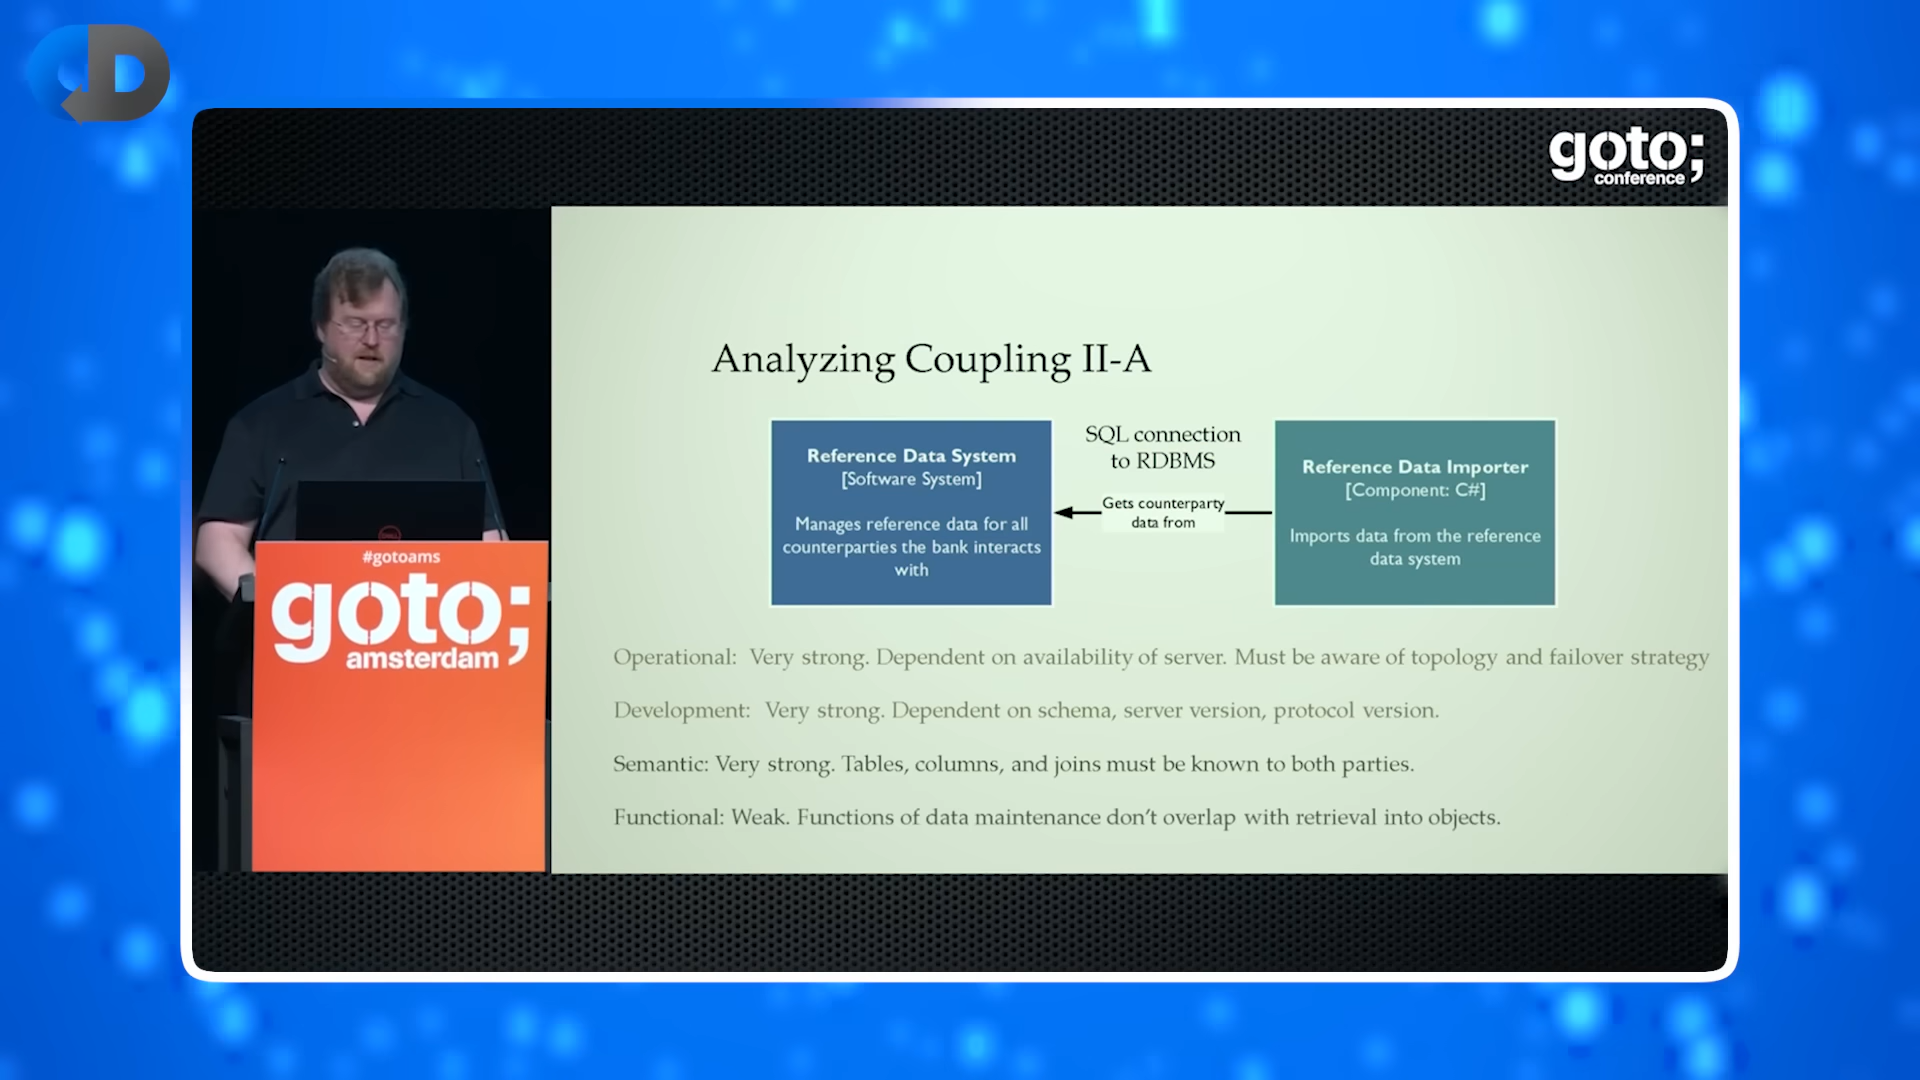 goto;
conference
Analyzing Coupling II-A
Reference Data System
[Software System]
Manages reference data for all
counterparties the bank interacts
with
SQL connection
to RDBMS
Gets counterparty
data from
Reference Data Importer
[Component: C#]
Imports data from the reference
data system
Operational: Very strong. Dependent on availability of server. Must be aware of topology and failover strategy
Development: Very strong. Dependent on schema, server version, protocol version.
Semantic: Very strong. Tables, columns, and joins must be known to both parties.
Functional: Weak. Functions of data maintenance don't overlap with retrieval into objects.
DELL
#gotoams
goto;
amsterdam